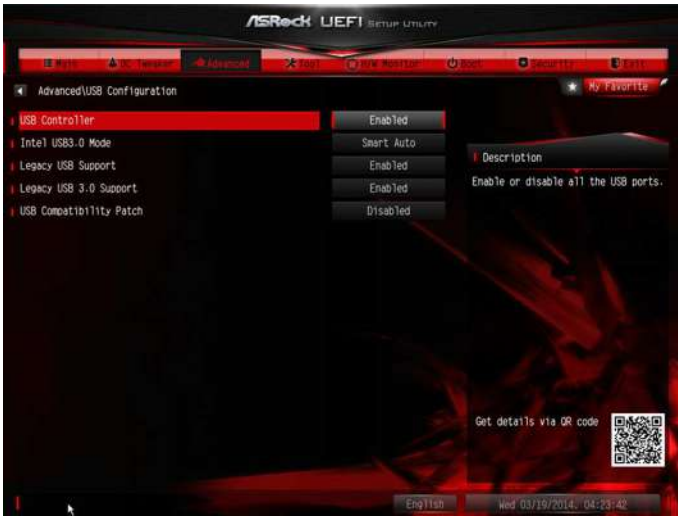 ASRock UEFI SETUP UTILITY
Main OC Tweaker Advanced Tool H/W Monitor Boot Security Exit
Advanced\USB Configuration
My Favorite
USB Controller Enabled
Intel USB3.0 Mode Smart Auto
Legacy USB Support Enabled
Legacy USB 3.0 Support Enabled
USB Compatibility Patch Disabled
Description
Enable or disable all the USB ports.
Get details via QR code
English
Wed 03/19/2014, 04:23:42